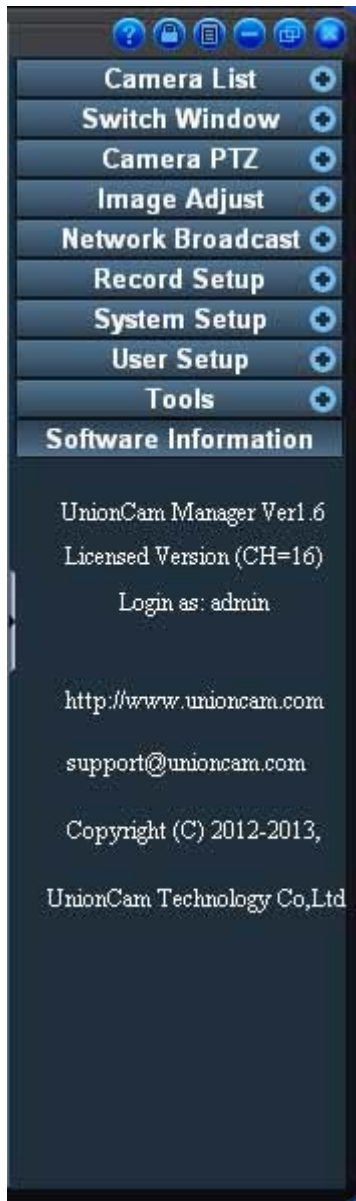 Camera List
Switch Window
Camera PTZ
Image Adjust
Network Broadcast
Record Setup
System Setup
User Setup
Tools
Software Information
UnionCam Manager Ver1.6
Licensed Version (CH=16)
Login as: admin
http://www.unioncam.com
support@unioncam.com
Copyright (C) 2012-2013,
UnionCam Technology Co,Ltd